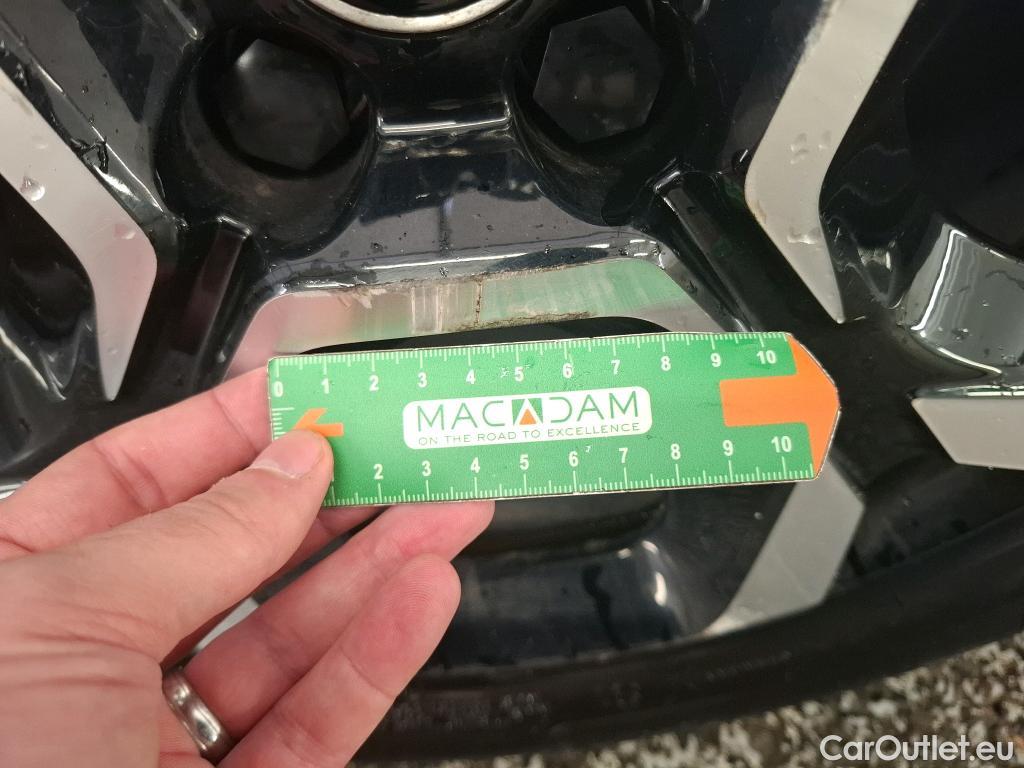 0 1 2 3 4 5 6 7 8 9 10
MACADAM
ON THE ROAD TO EXCELLENCE
2 3 4 5 6 7 8 9 10
CarOutlet.eu